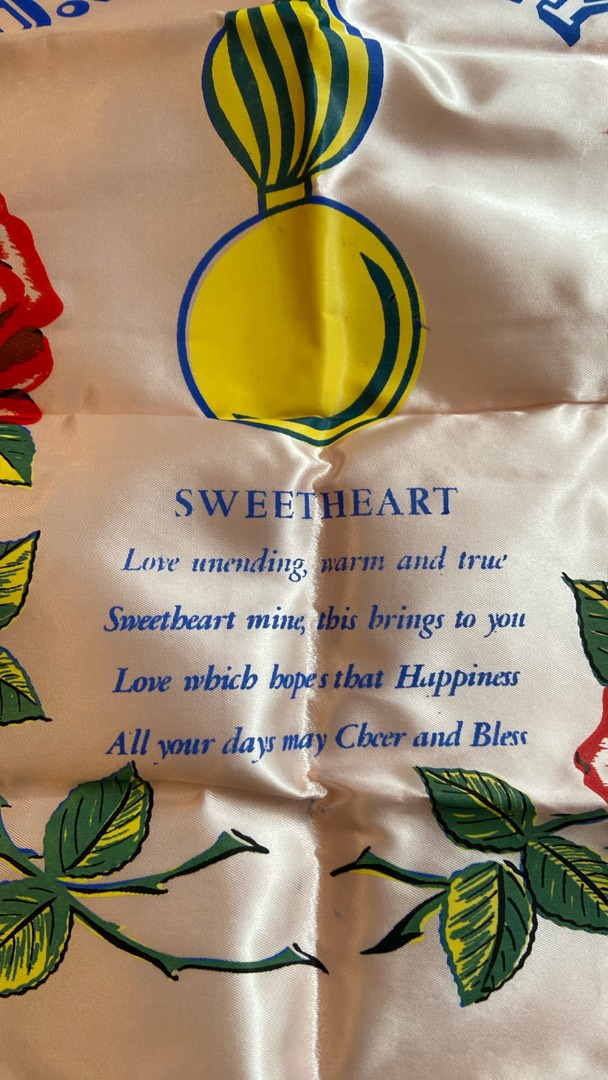 SWEETHEART
Love unending, warm and true
Sweetheart mine, this brings to you
Love which hopes that Happiness
All your days may Cheer and Bless